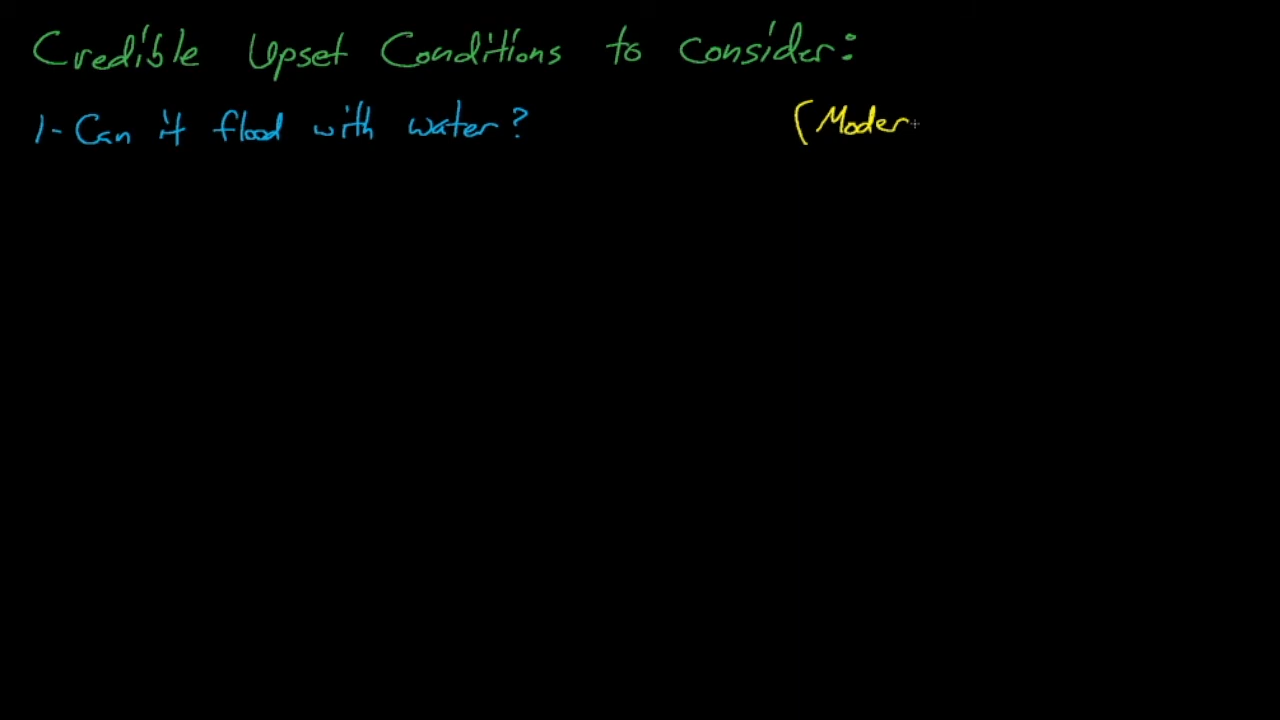 Credible Upset Conditions to consider:
1- Can it flood with water? (Moder